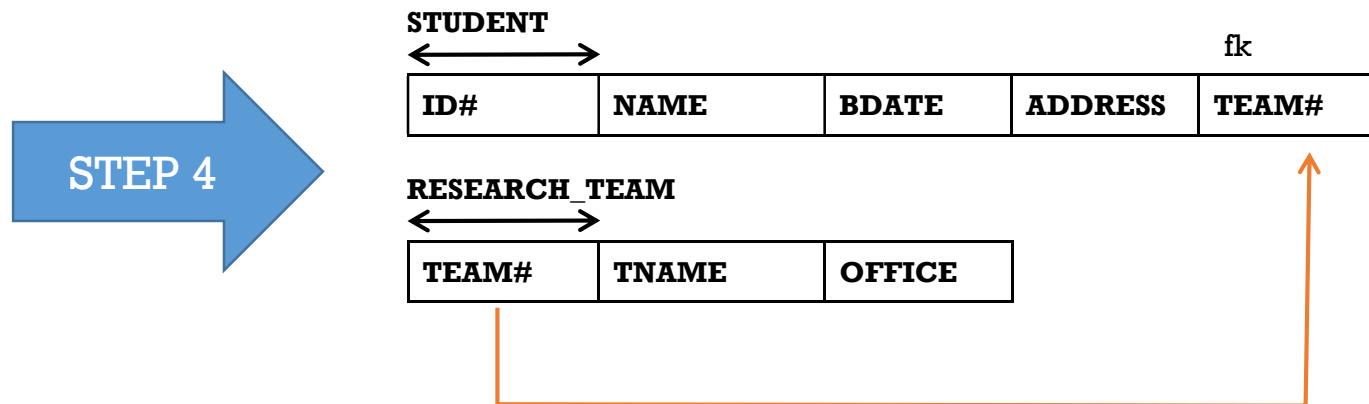 STEP 4
STUDENT
fk
ID# NAME BDATE ADDRESS TEAM#
RESEARCH_TEAM
TEAM# TNAME OFFICE